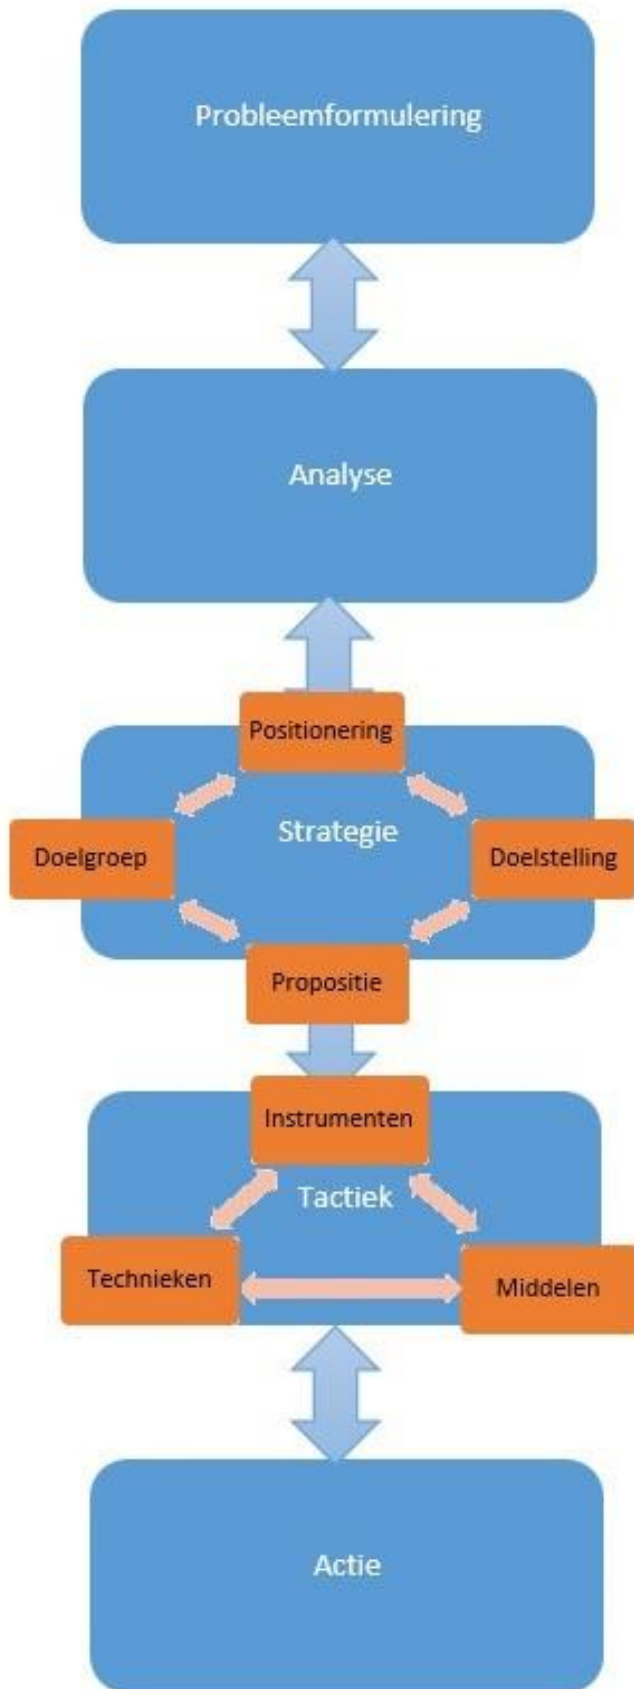 Probleemformulering
Analyse
Positionering
Strategie
Doelgroep
Doelstelling
Propositie
Instrumenten
Tactiek
Technieken
Middelen
Actie